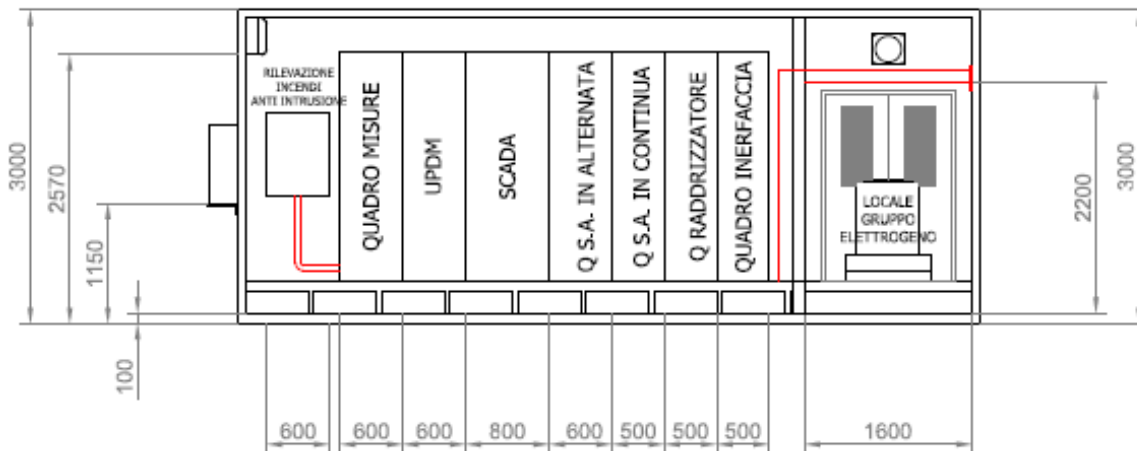 RILEVAZIONE
INCENDI
ANTI INTRUSIONE
QUADRO MISURE
UPDM
SCADA
Q S.A. IN ALTERNATA
Q S.A. IN CONTINUA
Q RADDRIZZATORE
QUADRO INERFACCIA
LOCALE
GRUPPO
ELETTROGENO
3000
2570
1150
100
2200
3000
600
600
600
800
600
500
500
500
1600